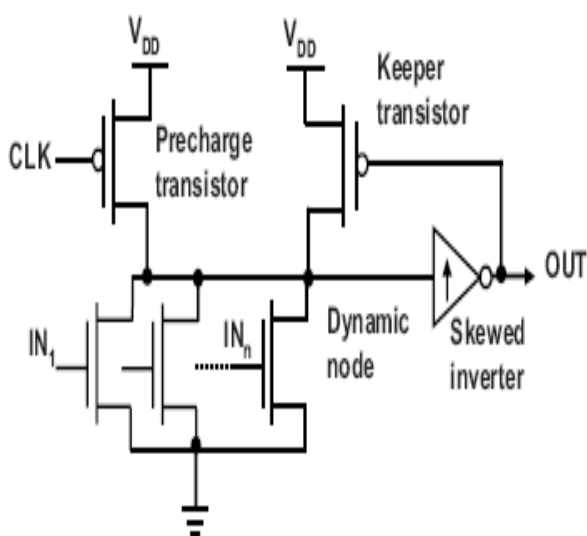 V_DD
V_DD
Keeper
transistor
CLK
Precharge
transistor
OUT
IN_1
IN_n
Dynamic
node
Skewed
inverter